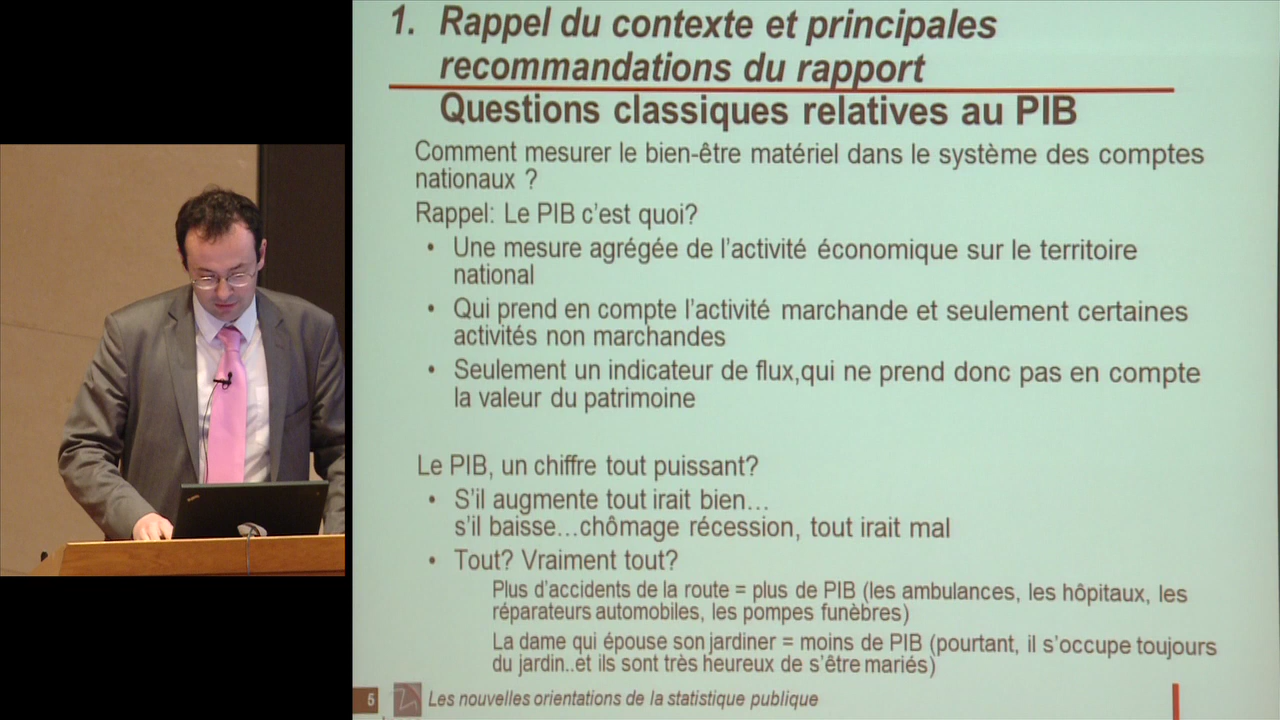 1. Rappel du contexte et principales
recommandations du rapport
Questions classiques relatives au PIB
Comment mesurer le bien-être matériel dans le système des comptes
nationaux ?
Rappel: Le PIB c'est quoi?
• Une mesure agrégée de l'activité économique sur le territoire
national
• Qui prend en compte l'activité marchande et seulement certaines
activités non marchandes
• Seulement un indicateur de flux,qui ne prend donc pas en compte
la valeur du patrimoine
Le PIB, un chiffre tout puissant?
• S'il augmente tout irait bien…
s'il baisse…chômage récession, tout irait mal
• Tout? Vraiment tout?
Plus d'accidents de la route = plus de PIB (les ambulances, les hôpitaux, les
réparateurs automobiles, les pompes funèbres)
La dame qui épouse son jardiner = moins de PIB (pourtant, il s'occupe toujours
du jardin..et ils sont très heureux de s'être mariés)
5 Les nouvelles orientations de la statistique publique